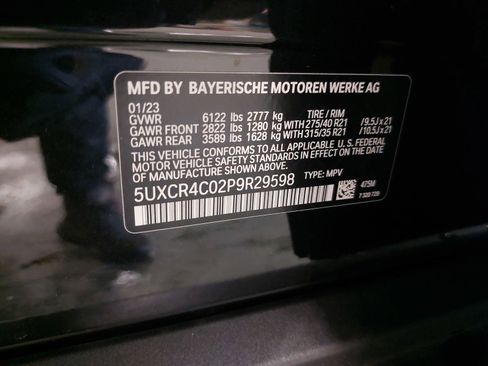 MFD BY BAYERISCHE MOTOREN WERKE AG
01/23
GVWR 6122 lbs 2777 kg TIRE / RIM
GAWR FRONT 2822 lbs 1280 kg WITH 275/40 R21 / 9.5J x 21
GAWR REAR 3589 lbs 1628 kg WITH 315/35 R21 / 10.5J x 21
THIS VEHICLE CONFORMS TO ALL APPLICABLE U.S. FEDERAL
MOTOR VEHICLE SAFETY STANDARDS IN EFFECT ON THE DATE OF
MANUFACTURE SHOWN ABOVE.
5UXCR4C02P9R29598 TYPE: MPV 475M